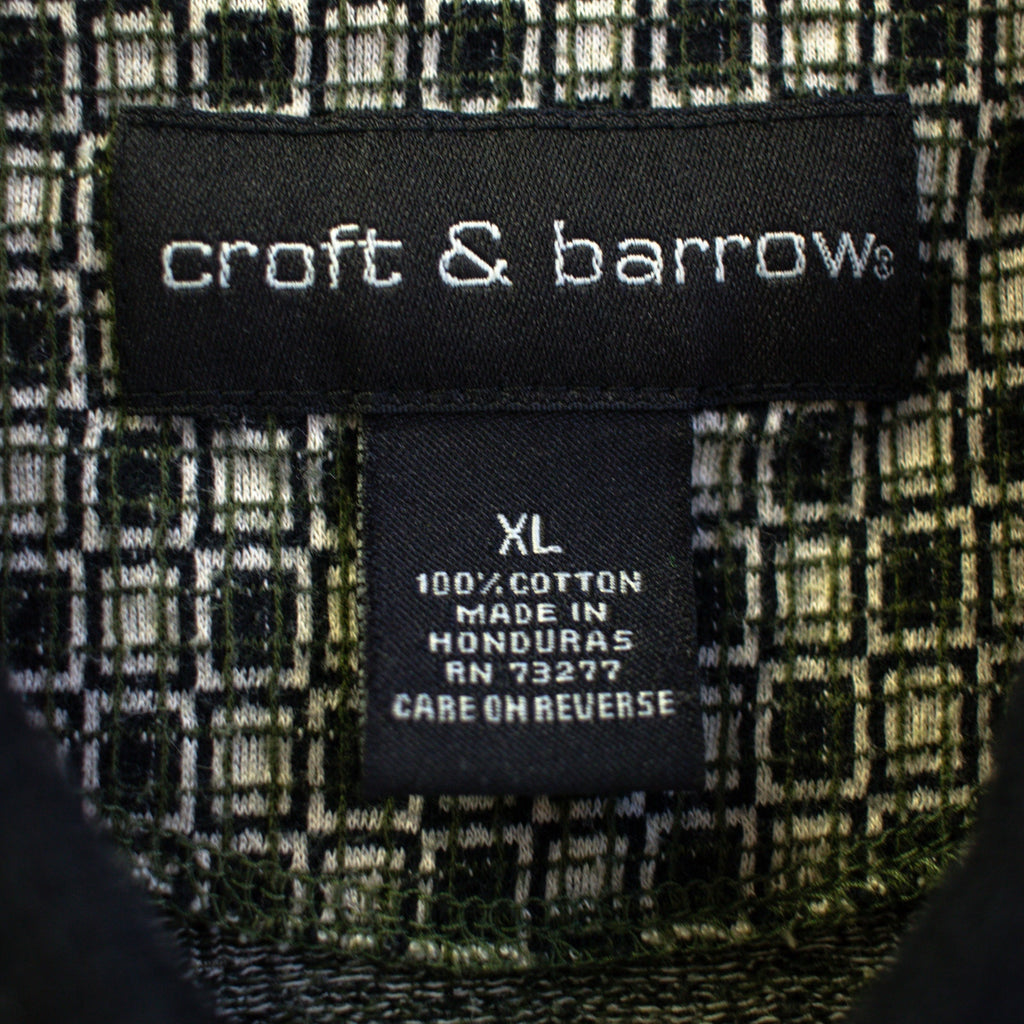 croft & barrow®
XL
100% COTTON
MADE IN
HONDURAS
RN 73277
CARE ON REVERSE